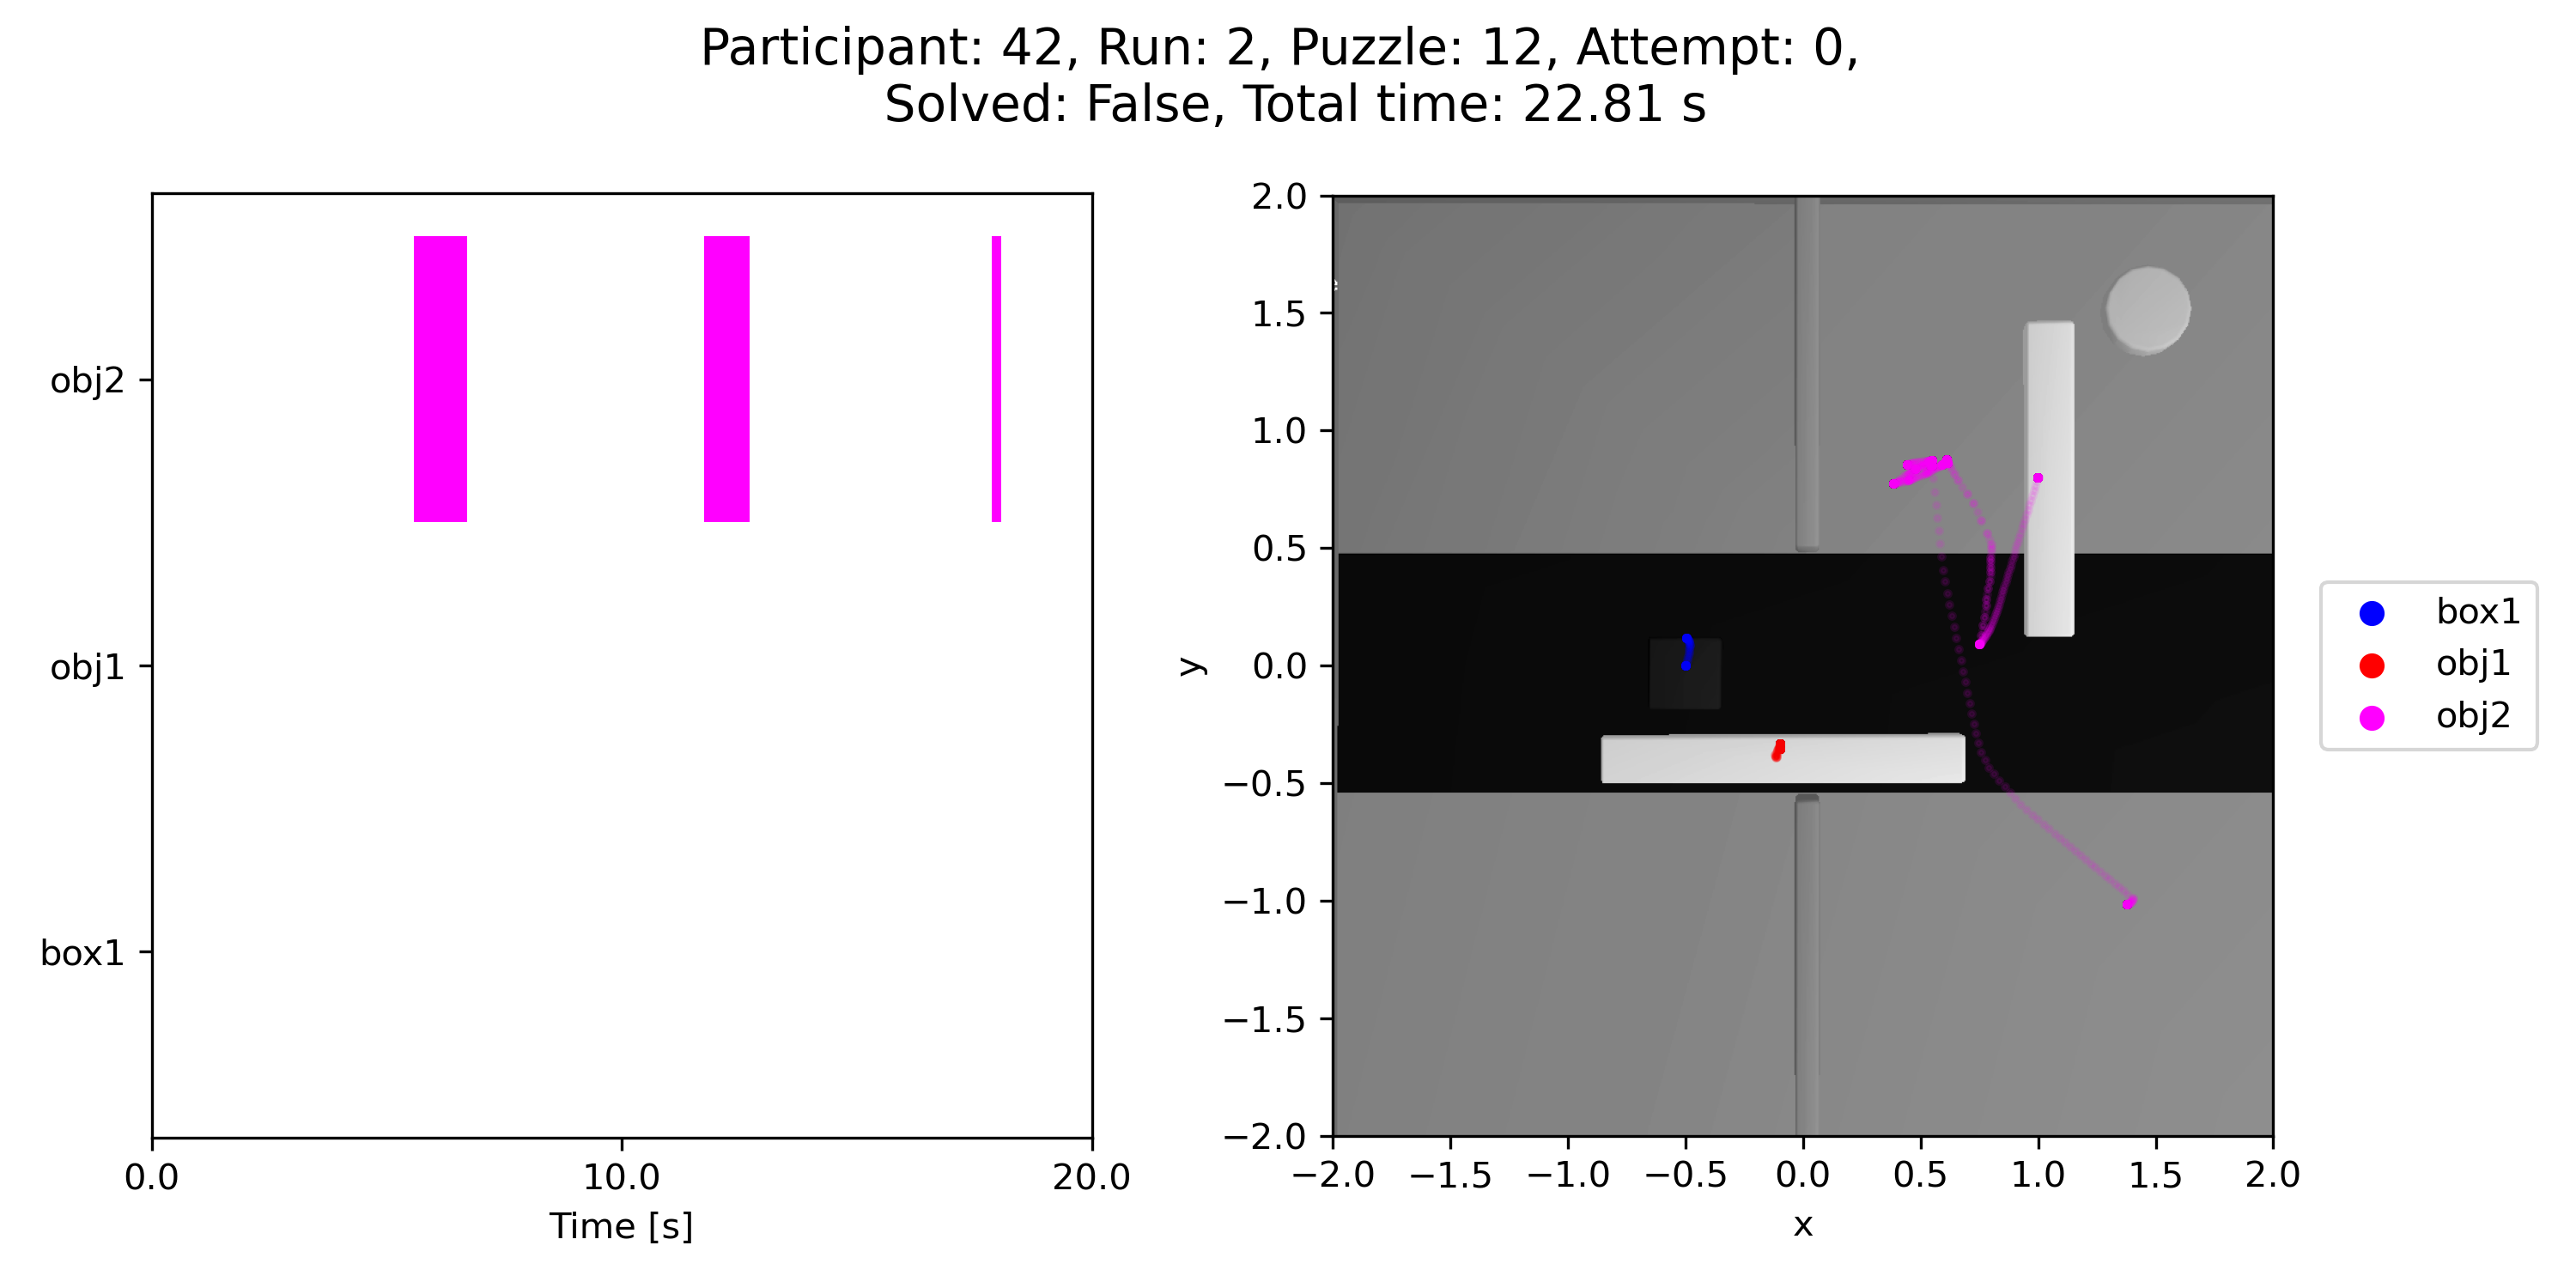 Participant: 42, Run: 2, Puzzle: 12, Attempt: 0,
Solved: False, Total time: 22.81 s
obj2
obj1
box1
0.0 10.0 20.0
Time [s]
2.0
1.5
1.0
0.5
0.0
−0.5
−1.0
−1.5
−2.0
y
−2.0 −1.5 −1.0 −0.5 0.0 0.5 1.0 1.5 2.0
x
box1
obj1
obj2